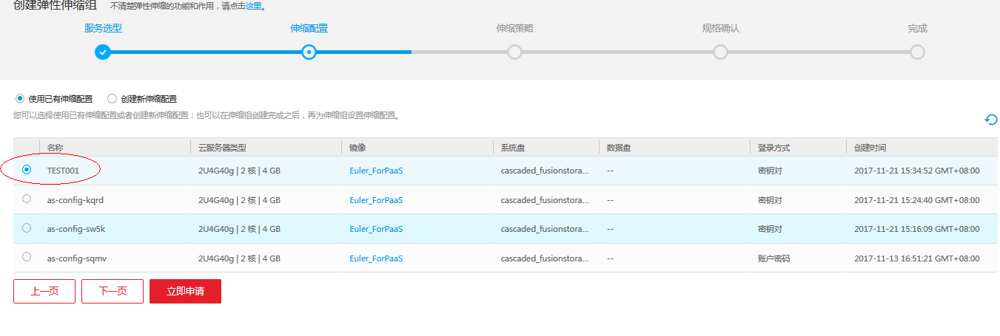 创建弹性伸缩组 不清楚弹性伸缩的功能和作用，请点击这里。
服务选型 伸缩配置 伸缩策略 规格确认 完成
使用已有伸缩配置 创建新伸缩配置
您可以选择使用已有伸缩配置或者创建新伸缩配置；也可以在伸缩组创建完成之后，再为伸缩组设置伸缩配置。
名称 云服务器类型 镜像 系统盘 数据盘 登录方式 创建时间
TEST001 2U4G40g | 2 核 | 4 GB Euler_ForPaaS cascaded_fusionstora... -- 密钥对 2017-11-21 15:34:52 GMT+08:00
as-config-kqrd 2U4G40g | 2 核 | 4 GB Euler_ForPaaS cascaded_fusionstora... -- 密钥对 2017-11-21 15:24:40 GMT+08:00
as-config-sw5k 2U4G40g | 2 核 | 4 GB Euler_ForPaaS cascaded_fusionstora... -- 密钥对 2017-11-21 15:16:09 GMT+08:00
as-config-sqmv 2U4G40g | 2 核 | 4 GB Euler_ForPaaS cascaded_fusionstora... -- 账户密码 2017-11-13 16:51:21 GMT+08:00
上一页 下一页 立即申请